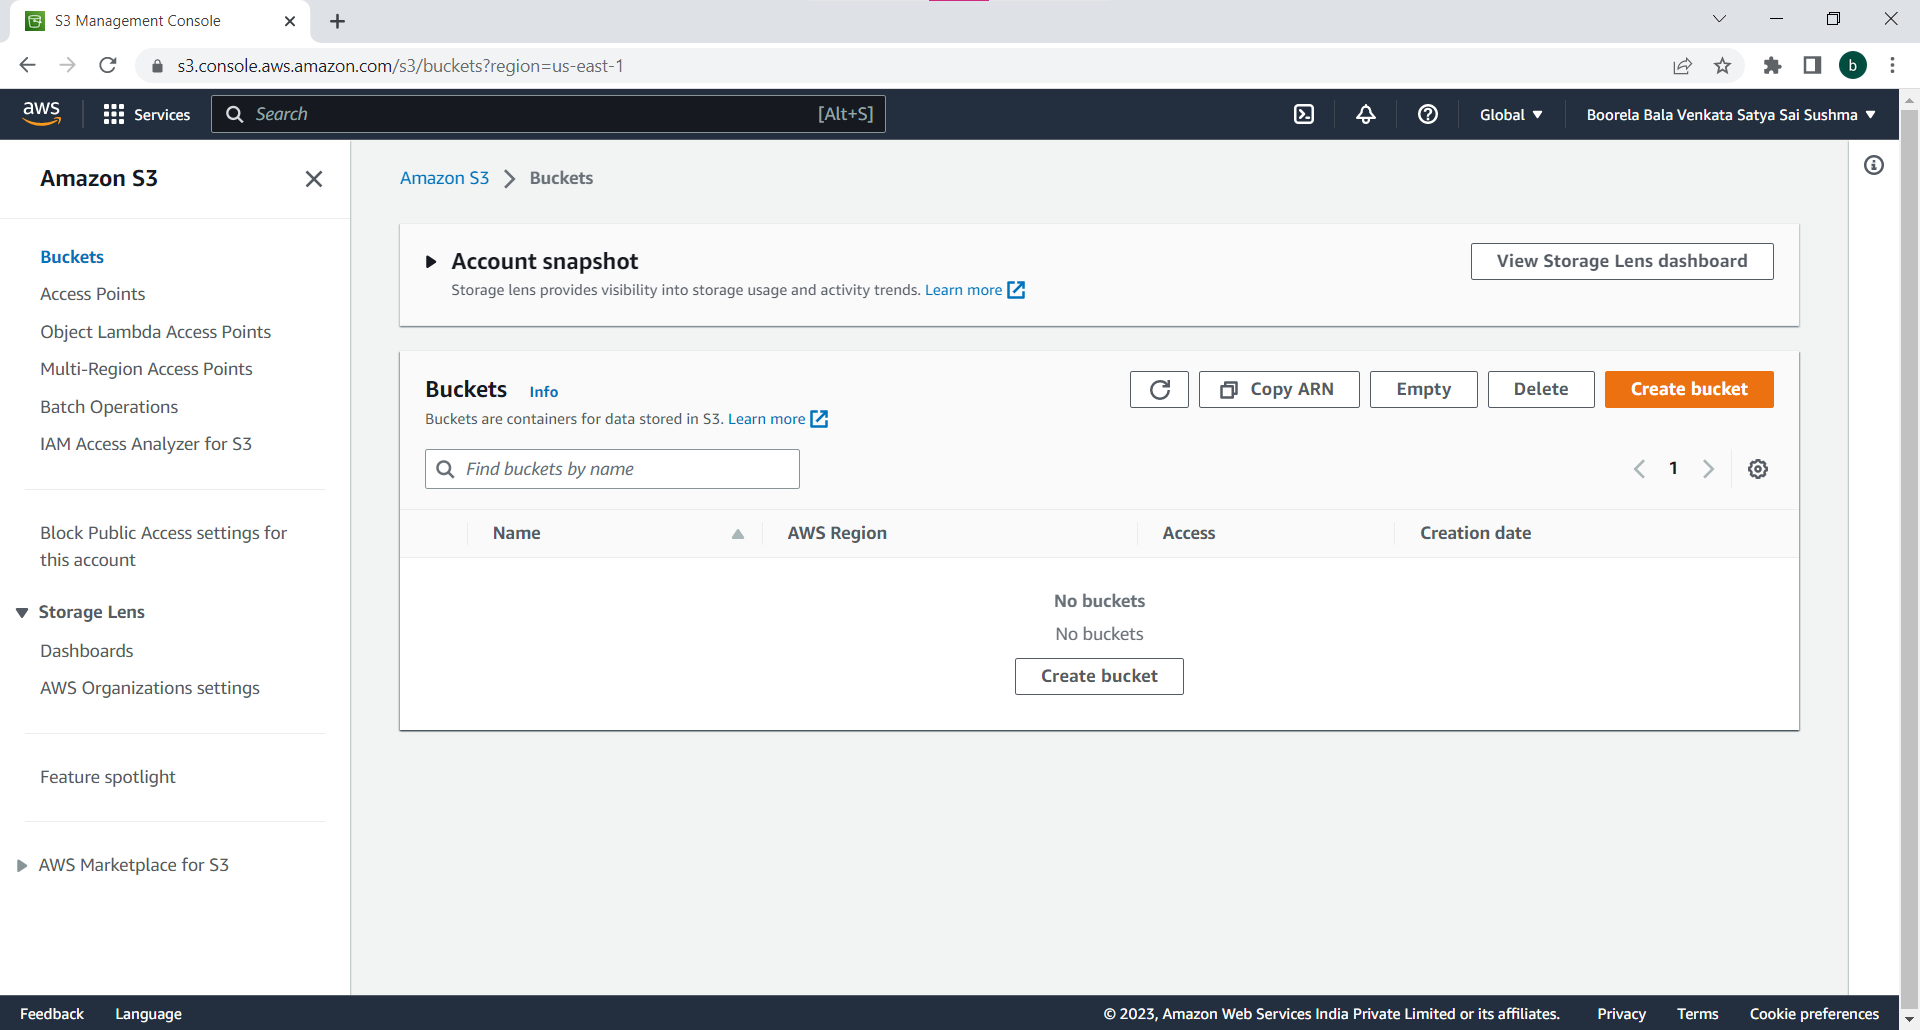 S3 Management Console
s3.console.aws.amazon.com/s3/buckets?region=us-east-1
b
aws
Services
Search
[Alt+S]
Global
Boorela Bala Venkata Satya Sai Sushma
Amazon S3
Buckets
Access Points
Object Lambda Access Points
Multi-Region Access Points
Batch Operations
IAM Access Analyzer for S3
Block Public Access settings for
this account
Storage Lens
Dashboards
AWS Organizations settings
Feature spotlight
AWS Marketplace for S3
Amazon S3 > Buckets
Account snapshot
Storage lens provides visibility into storage usage and activity trends. Learn more
View Storage Lens dashboard
Buckets Info
Buckets are containers for data stored in S3. Learn more
Copy ARN
Empty
Delete
Create bucket
Find buckets by name
1
Name
AWS Region
Access
Creation date
No buckets
No buckets
Create bucket
Feedback
Language
© 2023, Amazon Web Services India Private Limited or its affiliates.
Privacy
Terms
Cookie preferences